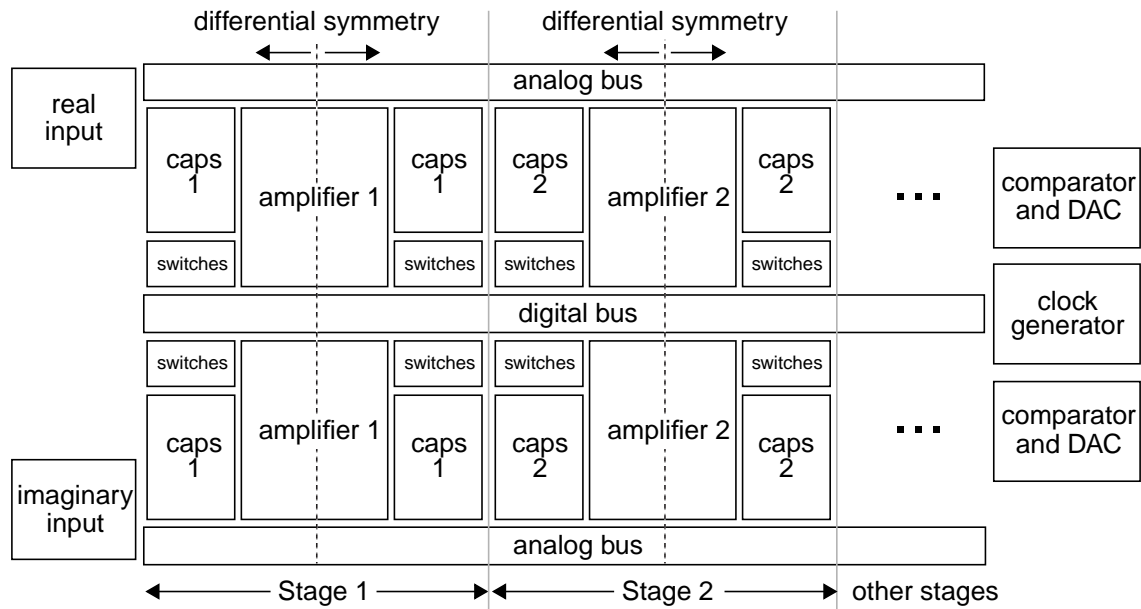 differential symmetry
differential symmetry
analog bus
real
input
caps
1
amplifier 1
caps
1
caps
2
amplifier 2
caps
2
...
comparator
and DAC
switches
switches
switches
switches
digital bus
clock
generator
switches
switches
switches
switches
caps
1
amplifier 1
caps
1
caps
2
amplifier 2
caps
2
...
comparator
and DAC
imaginary
input
analog bus
Stage 1
Stage 2
other stages